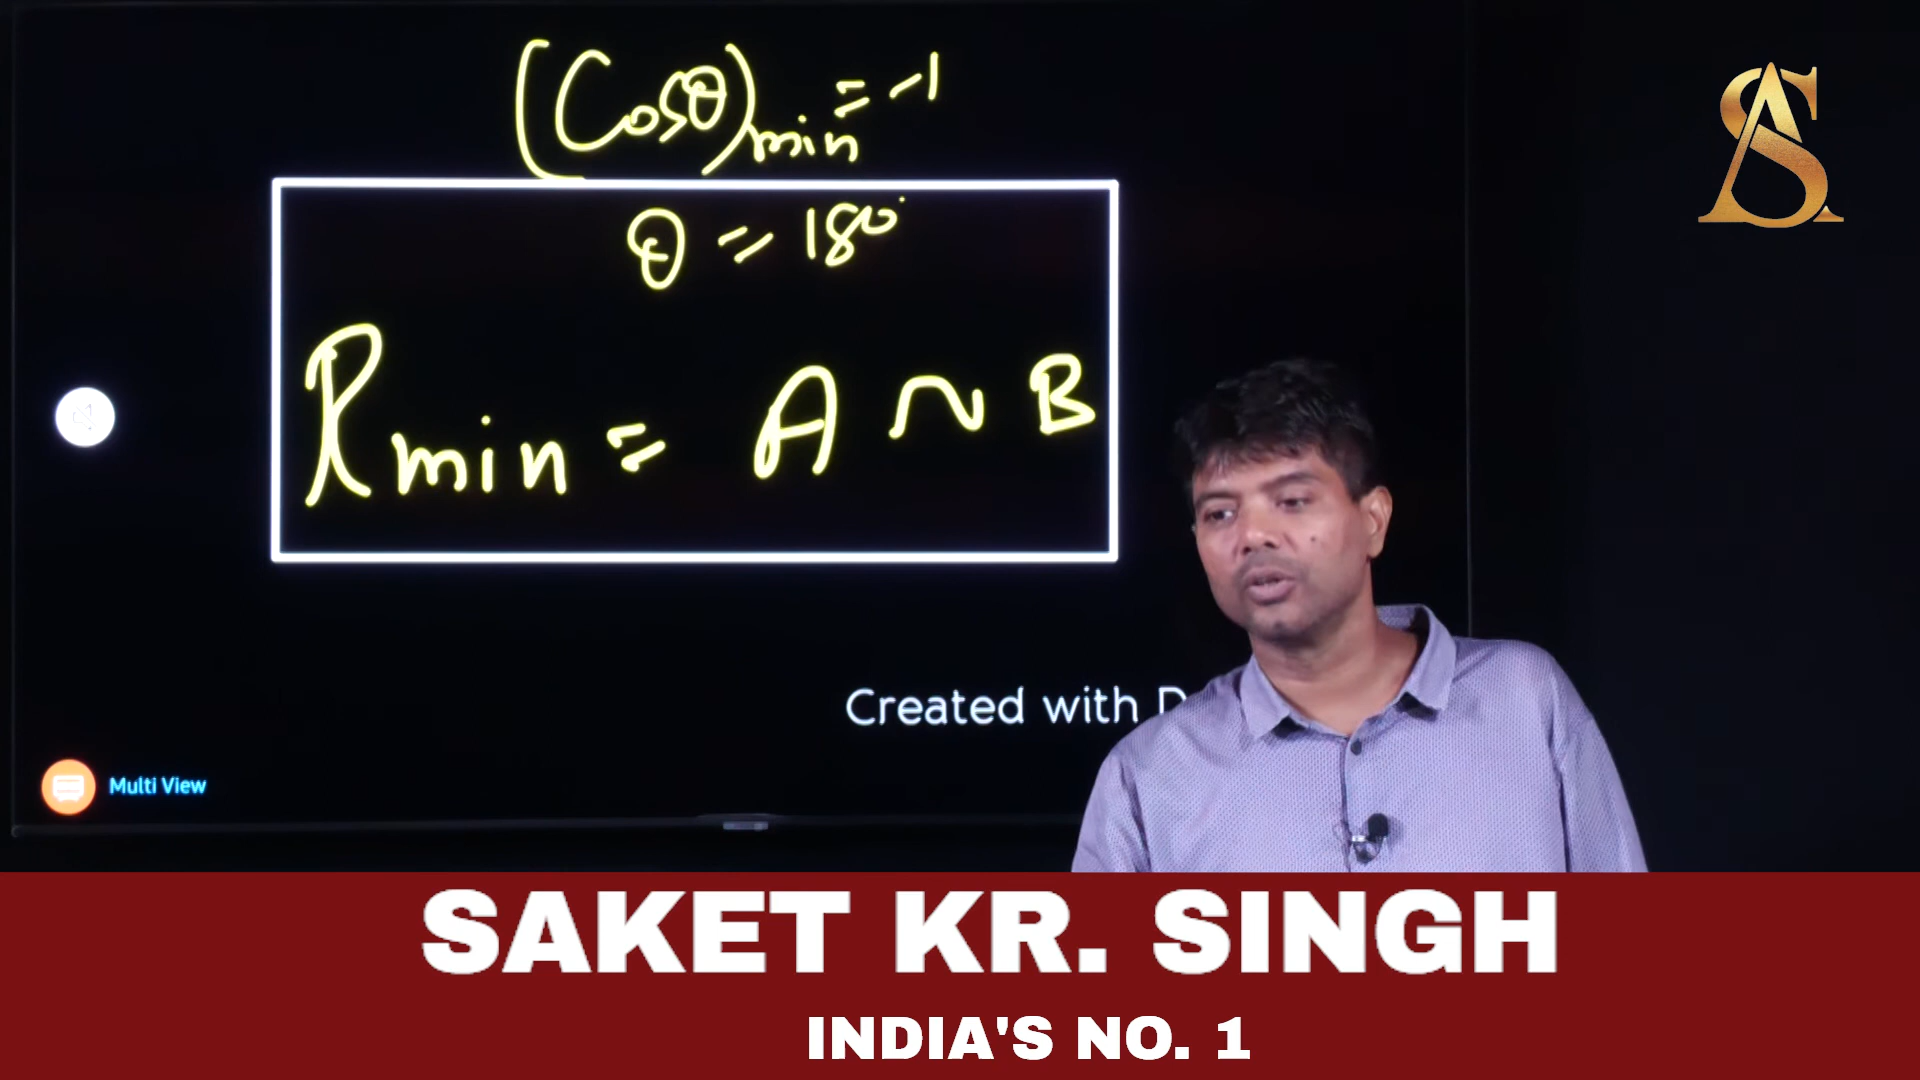 (Cosθ)min = -1
θ = 180°
Rmin = A ~ B
Created with
Multi View
SAKET KR. SINGH
INDIA'S NO. 1